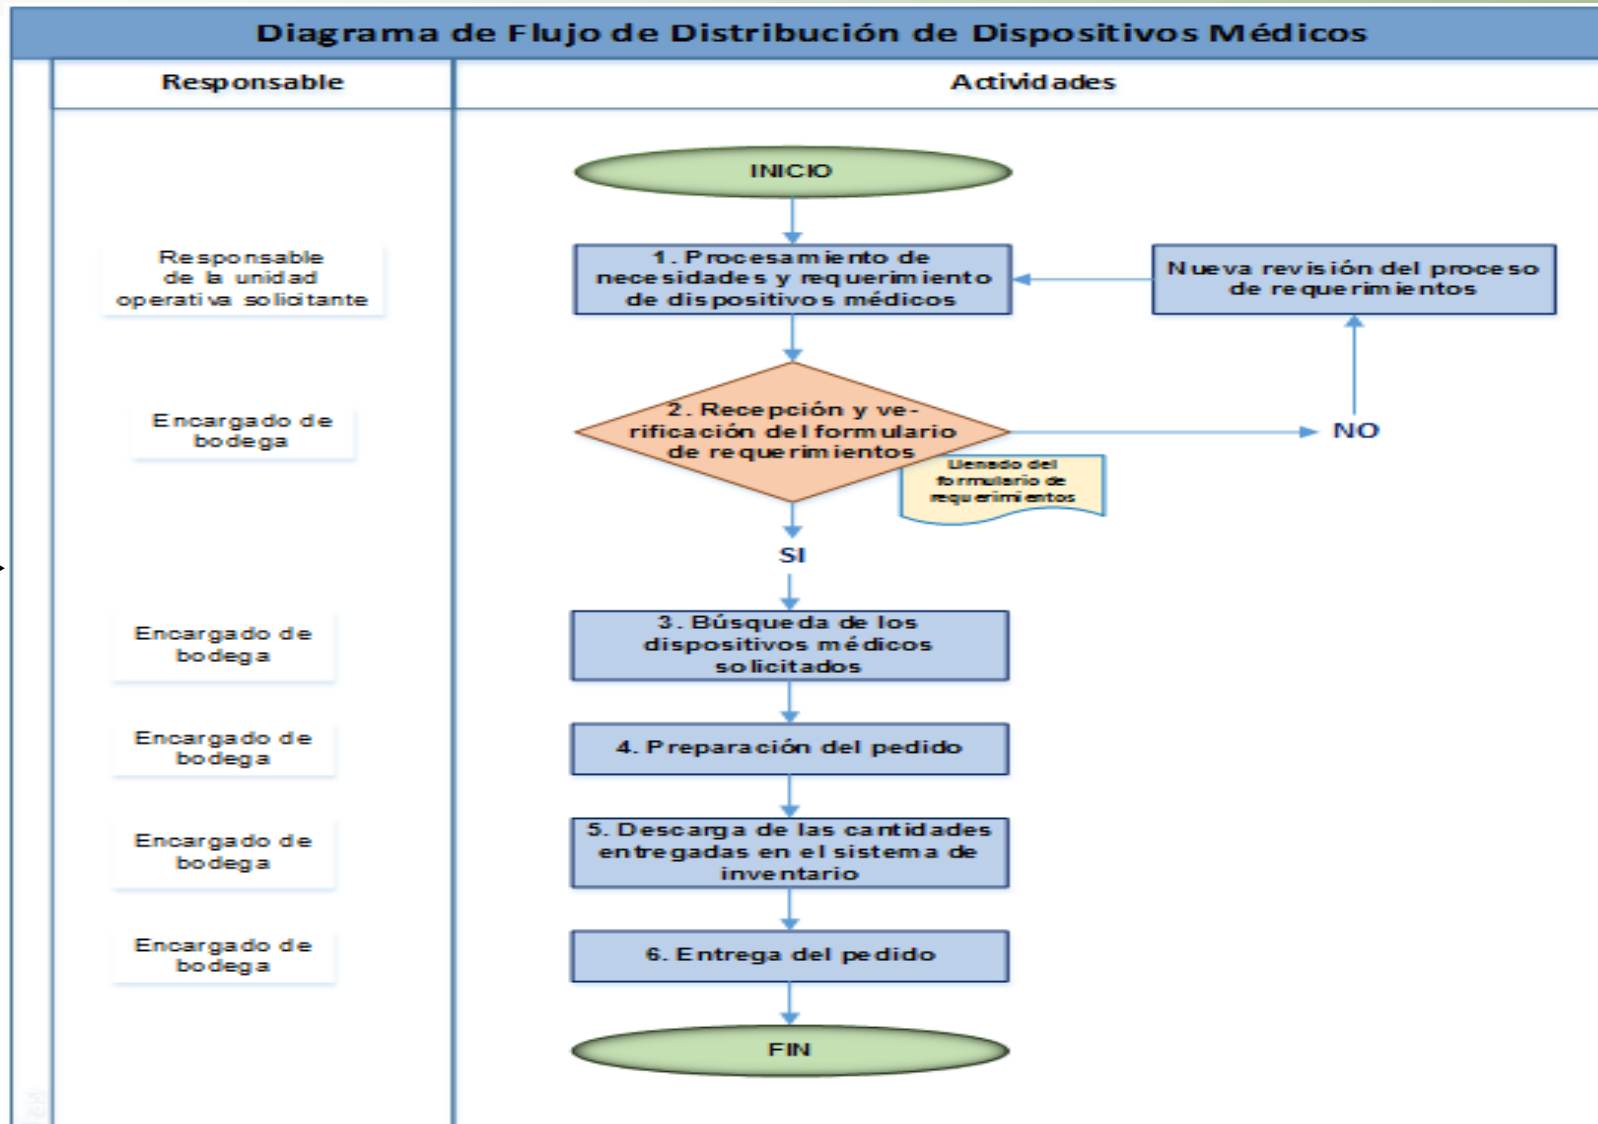 Diagrama de Flujo de Distribución de Dispositivos Médicos
Responsable
Actividades
INICIO
Responsable
de la unidad
operativa solicitante
1. Procesamiento de
necesidades y requerimiento
de dispositivos médicos
Nueva revisión del proceso
de requerimientos
Encargado de
bodega
2. Recepción y ve-
rificación del formulario
de requerimientos
NO
Llenado del
formulario de
requerimientos
SI
Encargado de
bodega
3. Búsqueda de los
dispositivos médicos
solicitados
Encargado de
bodega
4. Preparación del pedido
Encargado de
bodega
5. Descarga de las cantidades
entregadas en el sistema de
inventario
Encargado de
bodega
6. Entrega del pedido
FIN